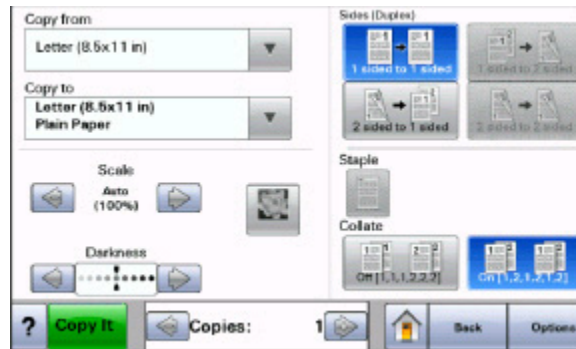 Copy from
Letter (8.5x11 in)
Copy to
Letter (8.5x11 in)
Plain Paper
Scale
Auto
(100%)
Darkness
Sides (Duplex)
1 sided to 1 sided
1 sided to 2 sided
2 sided to 1 sided
2 sided to 2 sided
Staple
Collate
Off [1,1,1,2,2,2]
On [1,2,1,2,1,2]
? Copy It
Copies: 1
Back
Options